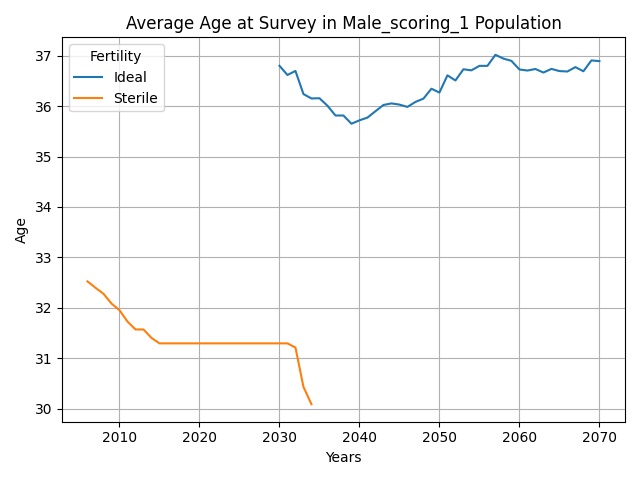 Average Age at Survey in Male_scoring_1 Population
Fertility
Ideal
Sterile
37
36
35
34
33
32
31
30
Age
2010 2020 2030 2040 2050 2060 2070
Years